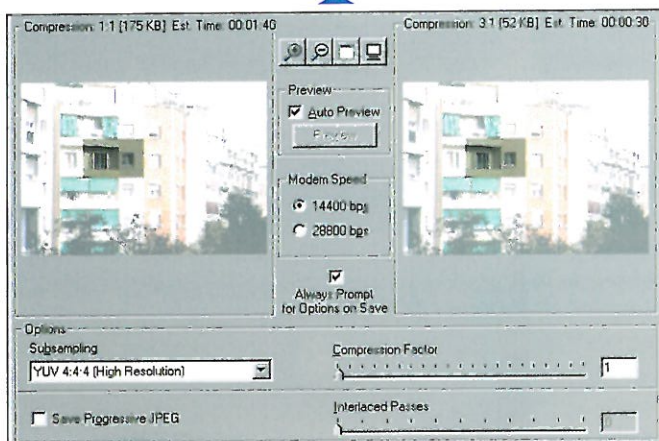 Compression: 1:1 [175 KB] Est. Time: 00:01:40
Compression: 3:1 [52 KB] Est. Time: 00:00:30
Preview
Auto Preview
Preview
Modem Speed
14400 bps
28800 bps
Always Prompt
for Options on Save
Options
Subsampling
Compression Factor
YUV 4:4:4 (High Resolution)
1
Save Progressive JPEG
Interlaced Passes